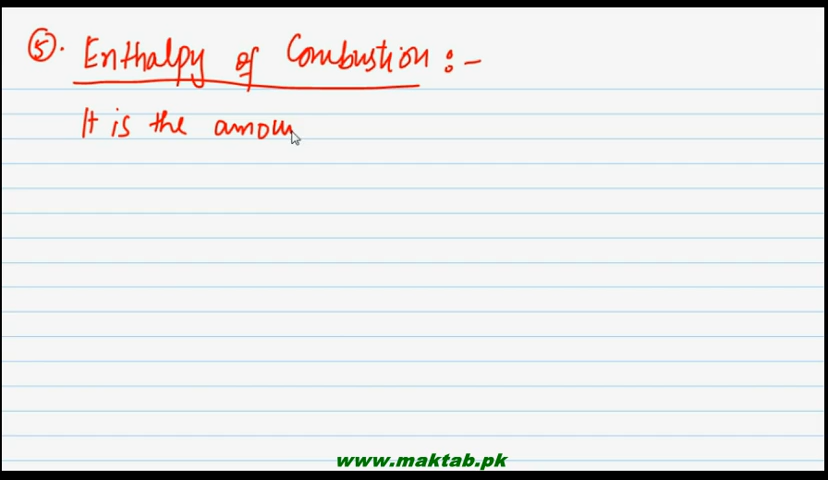 5. Enthalpy of Combustion :-
It is the amou
www.maktab.pk